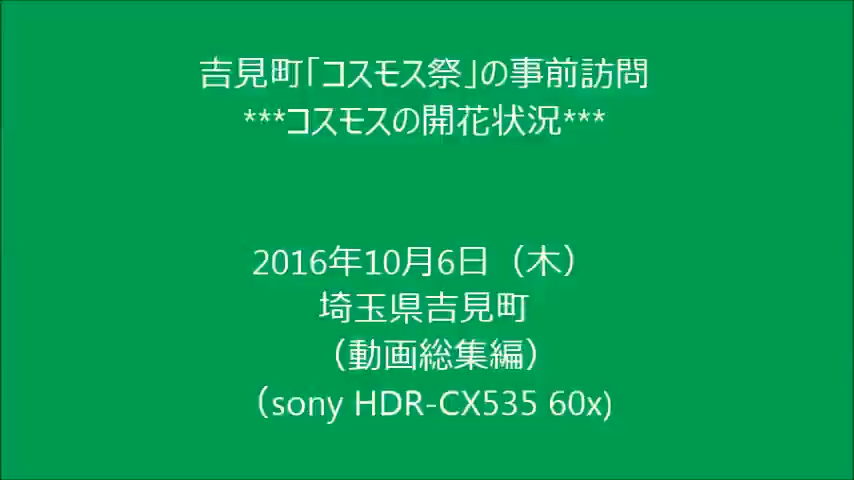 吉見町「コスモス祭」の事前訪問
***コスモスの開花状況***
2016年10月6日（木）
埼玉県吉見町
（動画総集編）
（sony HDR-CX535 60x)